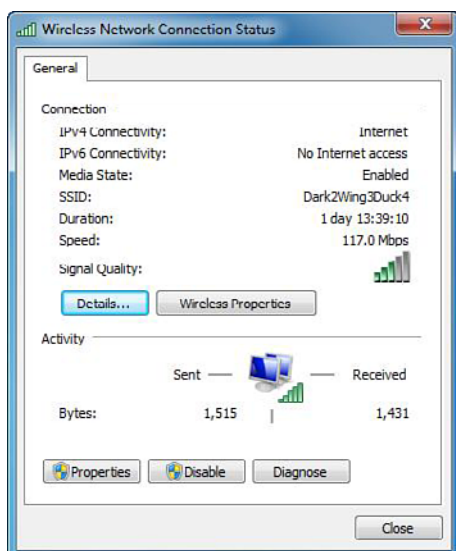 Wireless Network Connection Status
General
Connection
IPv4 Connectivity: Internet
IPv6 Connectivity: No Internet access
Media State: Enabled
SSID: Dark2Wing3Duck4
Duration: 1 day 13:39:10
Speed: 117.0 Mbps
Signal Quality:
Details... Wireless Properties
Activity
Sent Received
Bytes: 1,515 1,431
Properties Disable Diagnose
Close